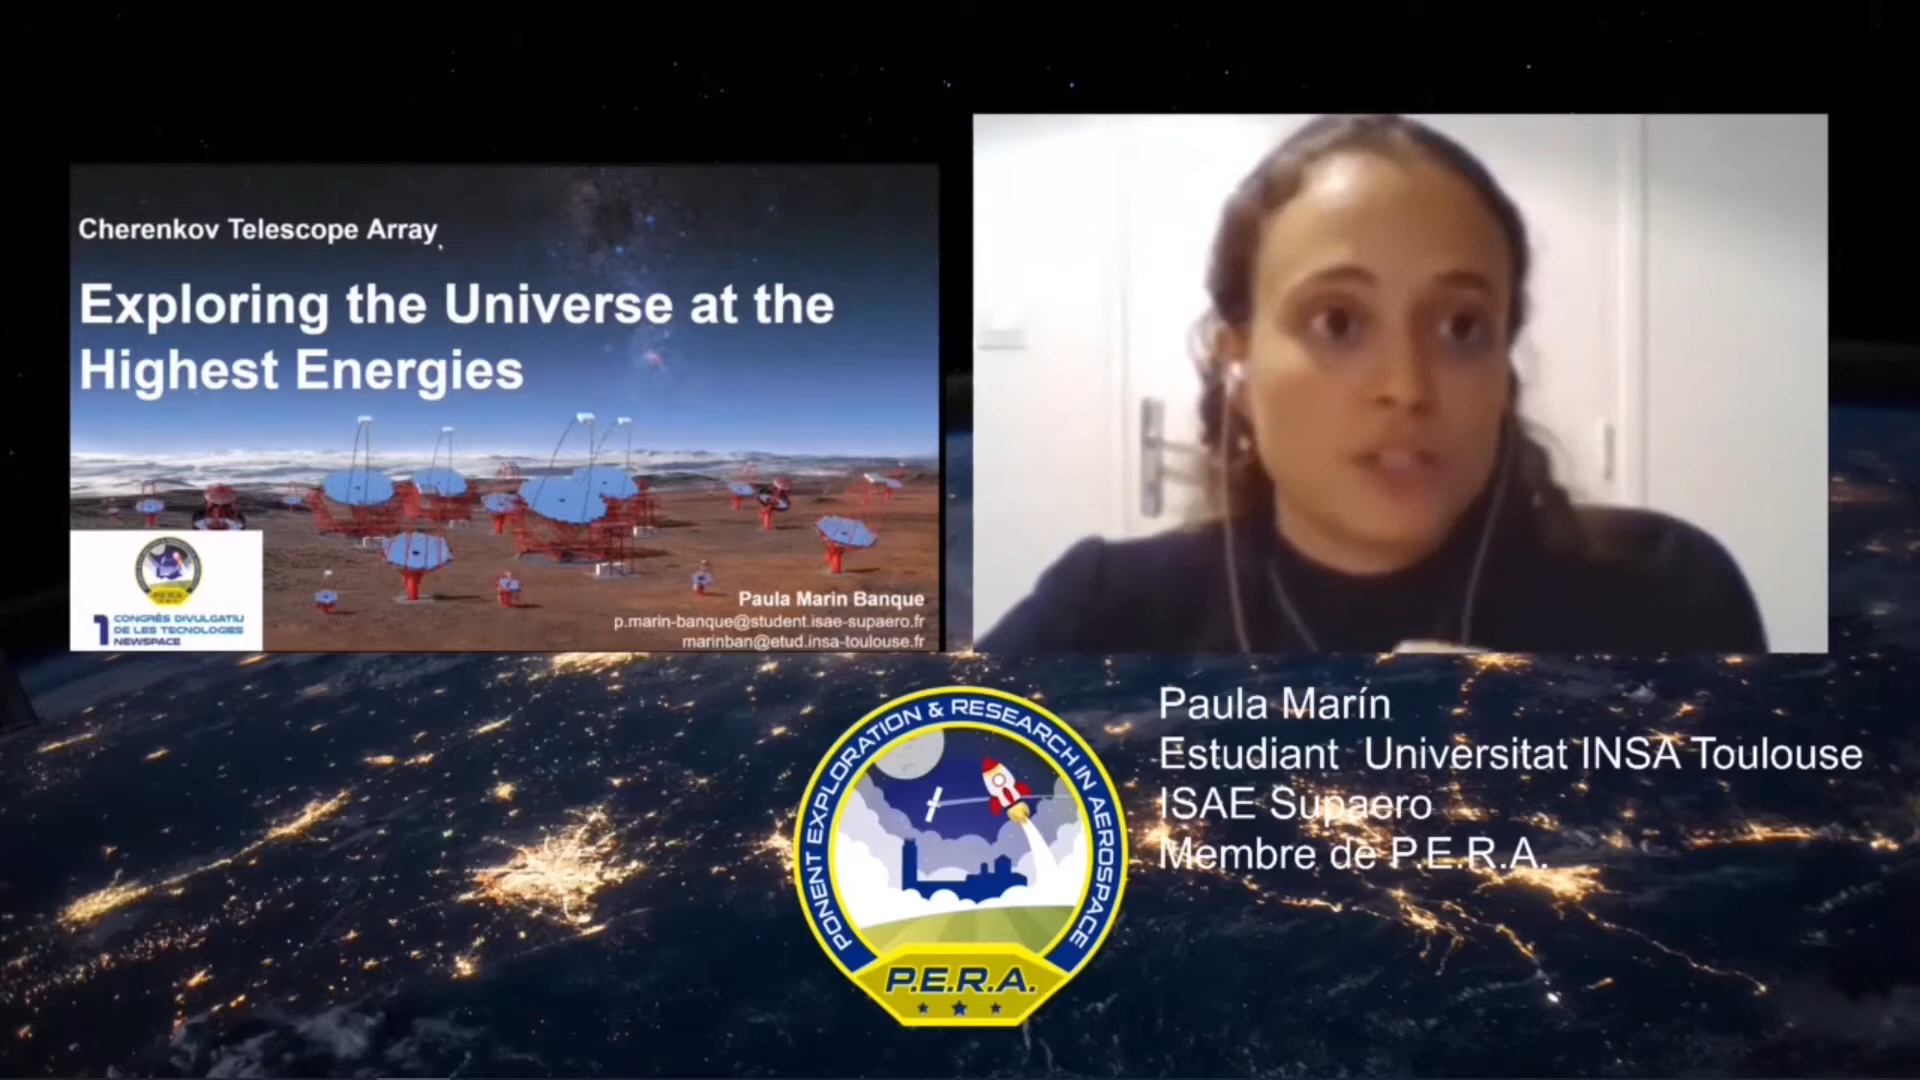 Cherenkov Telescope Array
Exploring the Universe at the
Highest Energies
P.E.R.A.
1 CONGRÉS DIVULGATIU
DE LES TECNOLOGIES
NEWSPACE
Paula Marin Banque
p.marin-banque@student.isae-supaero.fr
marinban@etud.insa-toulouse.fr
PONENT EXPLORATION & RESEARCH IN AEROSPACE
P.E.R.A.
Paula Marín
Estudiant Universitat INSA Toulouse
ISAE Supaero
Membre de P.E.R.A.